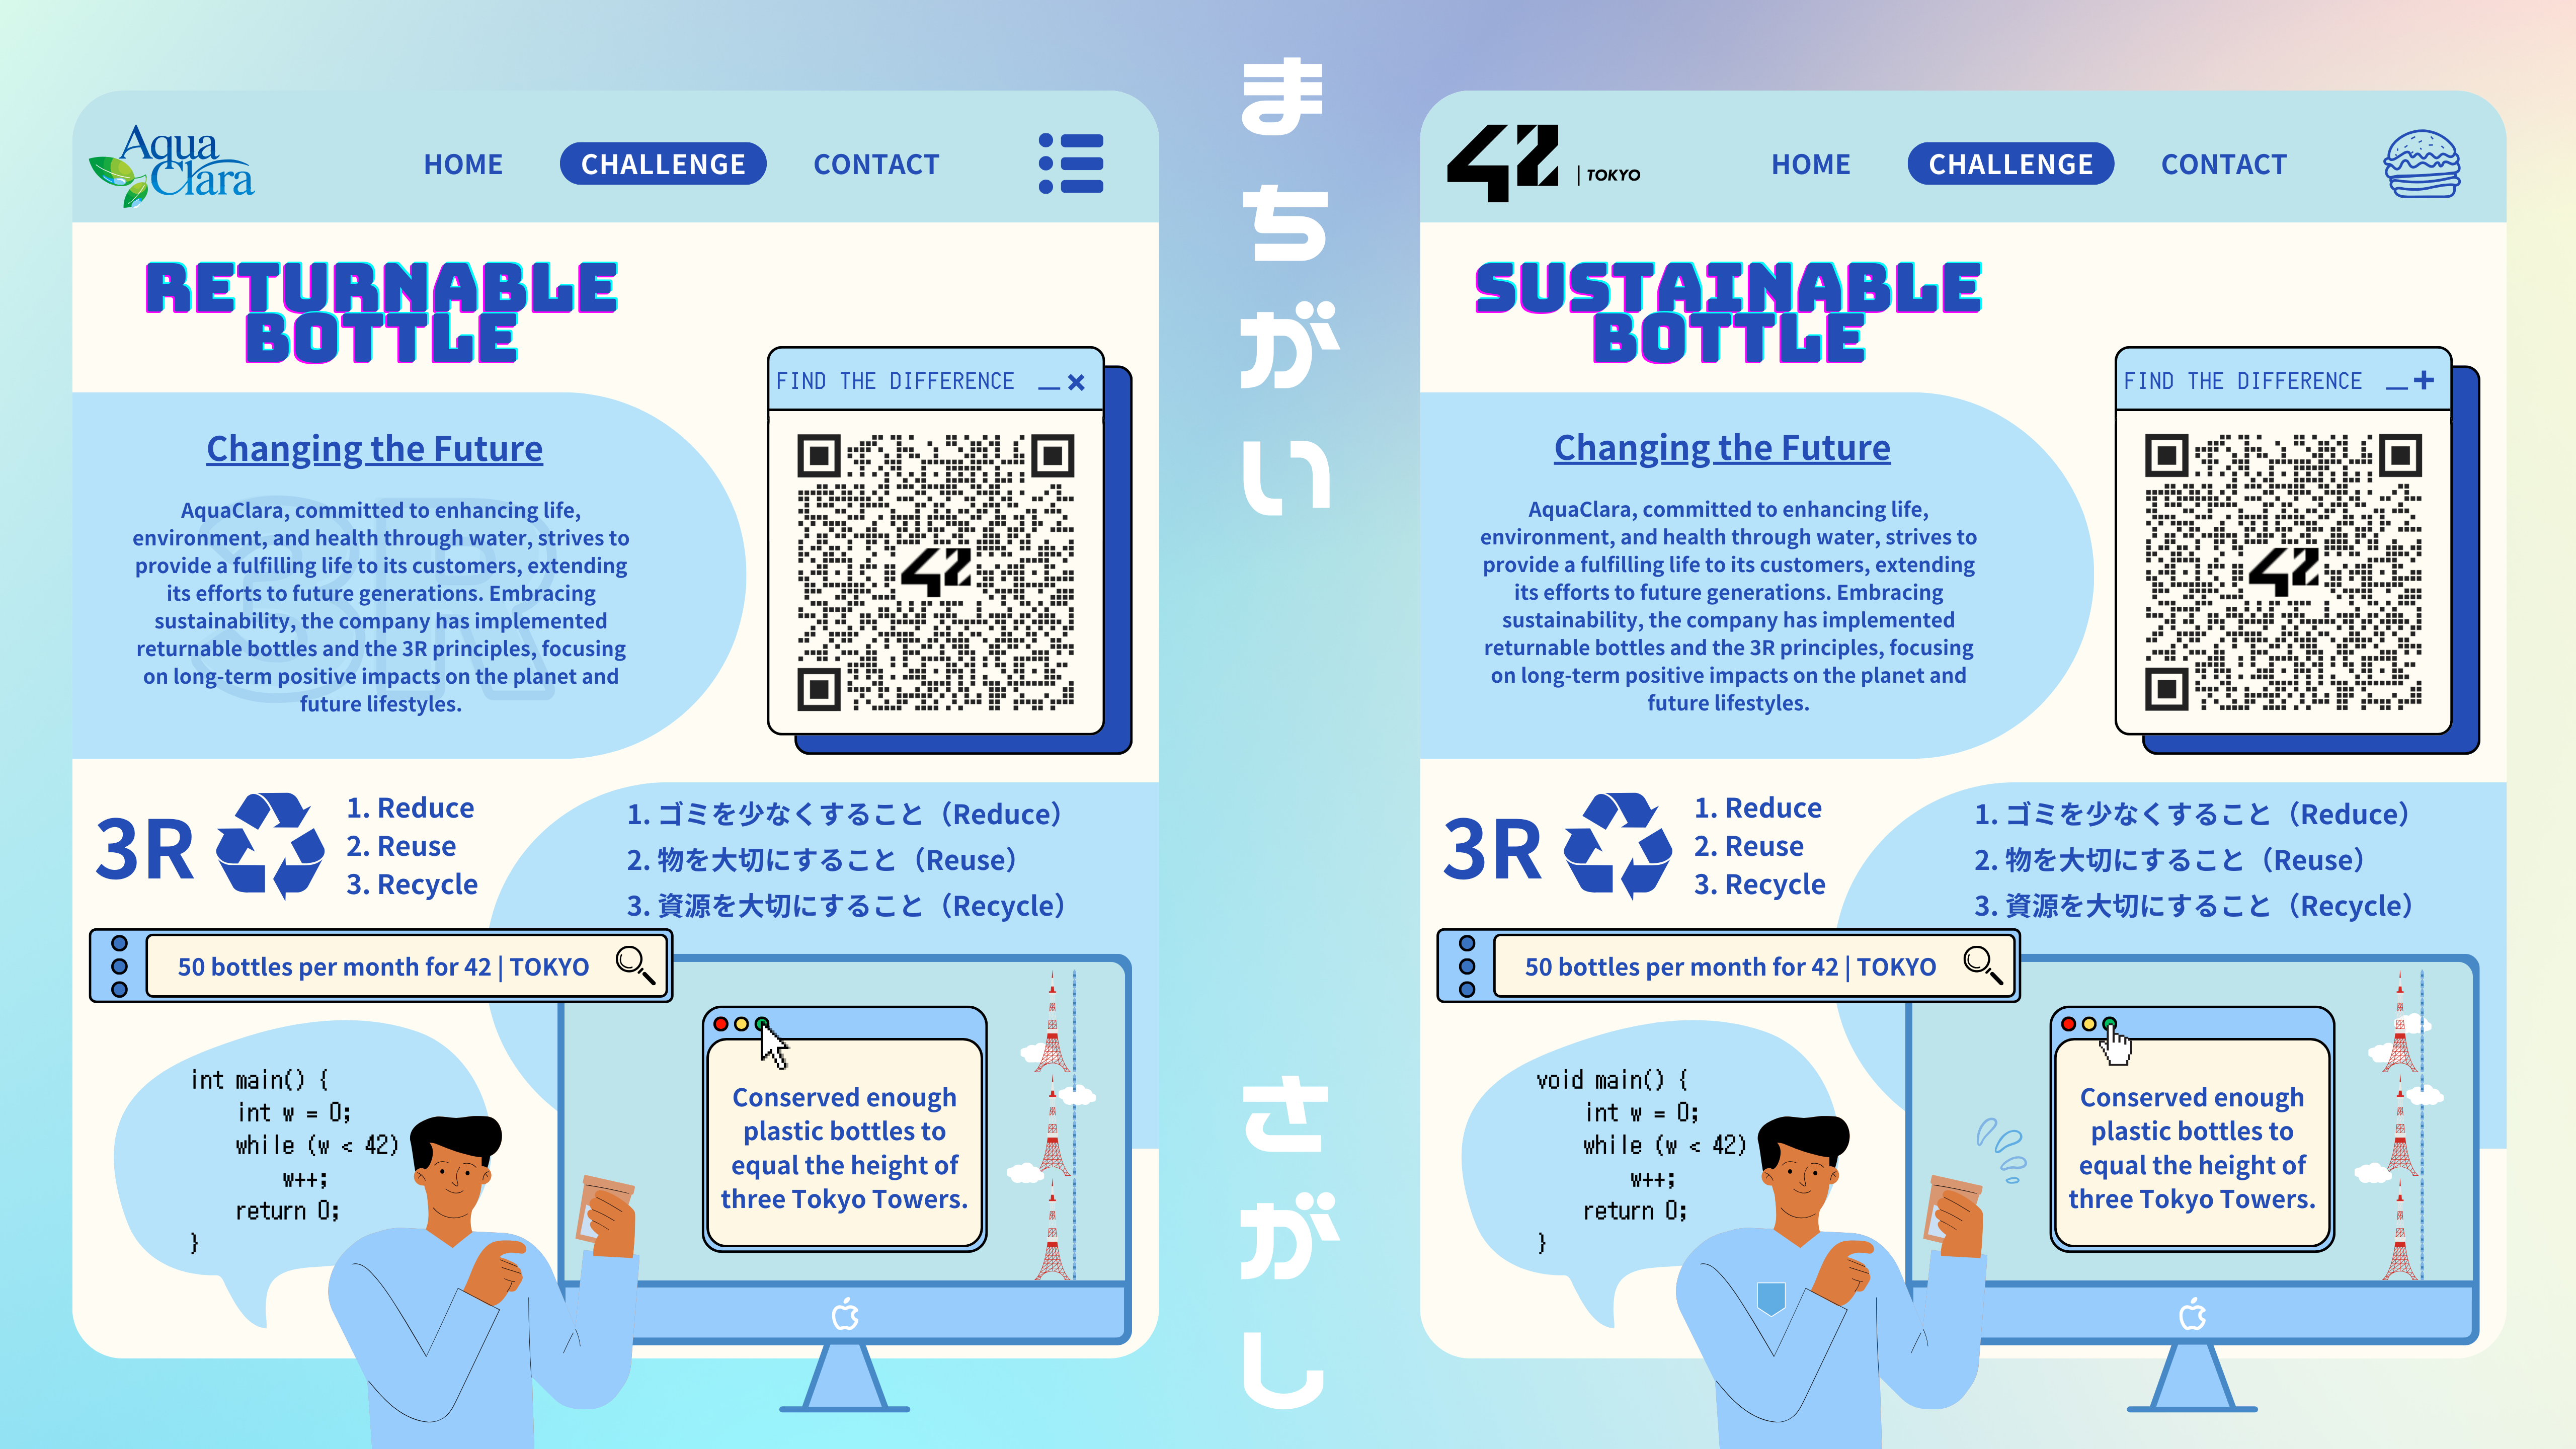 Aqua
Clara
HOME
CHALLENGE
CONTACT
RETURNABLE
BOTTLE
FIND THE DIFFERENCE
Changing the Future
3R
AquaClara, committed to enhancing life,
environment, and health through water, strives to
provide a fulfilling life to its customers, extending
its efforts to future generations. Embracing
sustainability, the company has implemented
returnable bottles and the 3R principles, focusing
on long-term positive impacts on the planet and
future lifestyles.
42
3R
1. Reduce
2. Reuse
3. Recycle
1. ゴミを少なくすること（Reduce）
2. 物を大切にすること（Reuse）
3. 資源を大切にすること（Recycle）
50 bottles per month for 42 | TOKYO
int main() {
int w = 0;
while (w < 42)
w++;
return 0;
}
Conserved enough
plastic bottles to
equal the height of
three Tokyo Towers.
まちがい
さがし
42 | TOKYO
HOME
CHALLENGE
CONTACT
SUSTAINABLE
BOTTLE
FIND THE DIFFERENCE
Changing the Future
AquaClara, committed to enhancing life,
environment, and health through water, strives to
provide a fulfilling life to its customers, extending
its efforts to future generations. Embracing
sustainability, the company has implemented
returnable bottles and the 3R principles, focusing
on long-term positive impacts on the planet and
future lifestyles.
42
3R
1. Reduce
2. Reuse
3. Recycle
1. ゴミを少なくすること（Reduce）
2. 物を大切にすること（Reuse）
3. 資源を大切にすること（Recycle）
50 bottles per month for 42 | TOKYO
void main() {
int w = 0;
while (w < 42)
w++;
return 0;
}
Conserved enough
plastic bottles to
equal the height of
three Tokyo Towers.